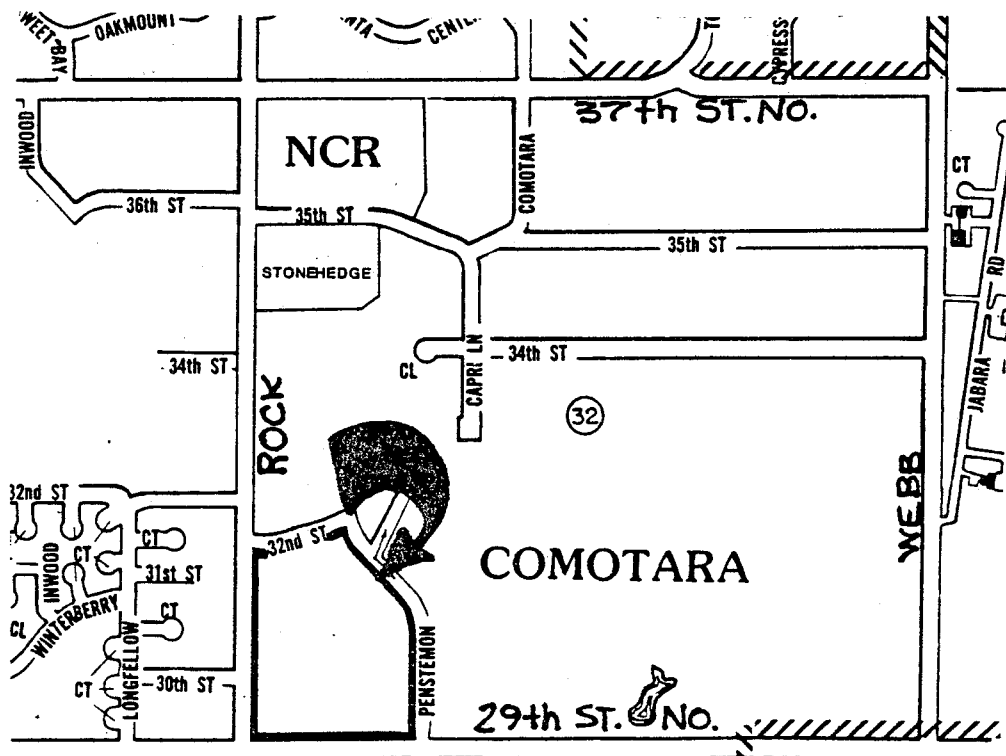 OAKMOUNT
CENTE
BAY
CYPRESS
37th ST. NO.
INWOOD
NCR
COMOTARA
CT
36th ST
35th ST
35th ST
STONEHEDGE
RD
34th ST
CL
CAPRI LN
34th ST
JABARA
ROCK
32
32nd ST
WEBB
32nd ST
CT
CT
INWOOD
31st ST
COMOTARA
CT
CL
WINTERBERRY
LONGFELLOW
PENSTEMON
CT
30th ST
29th ST. NO.